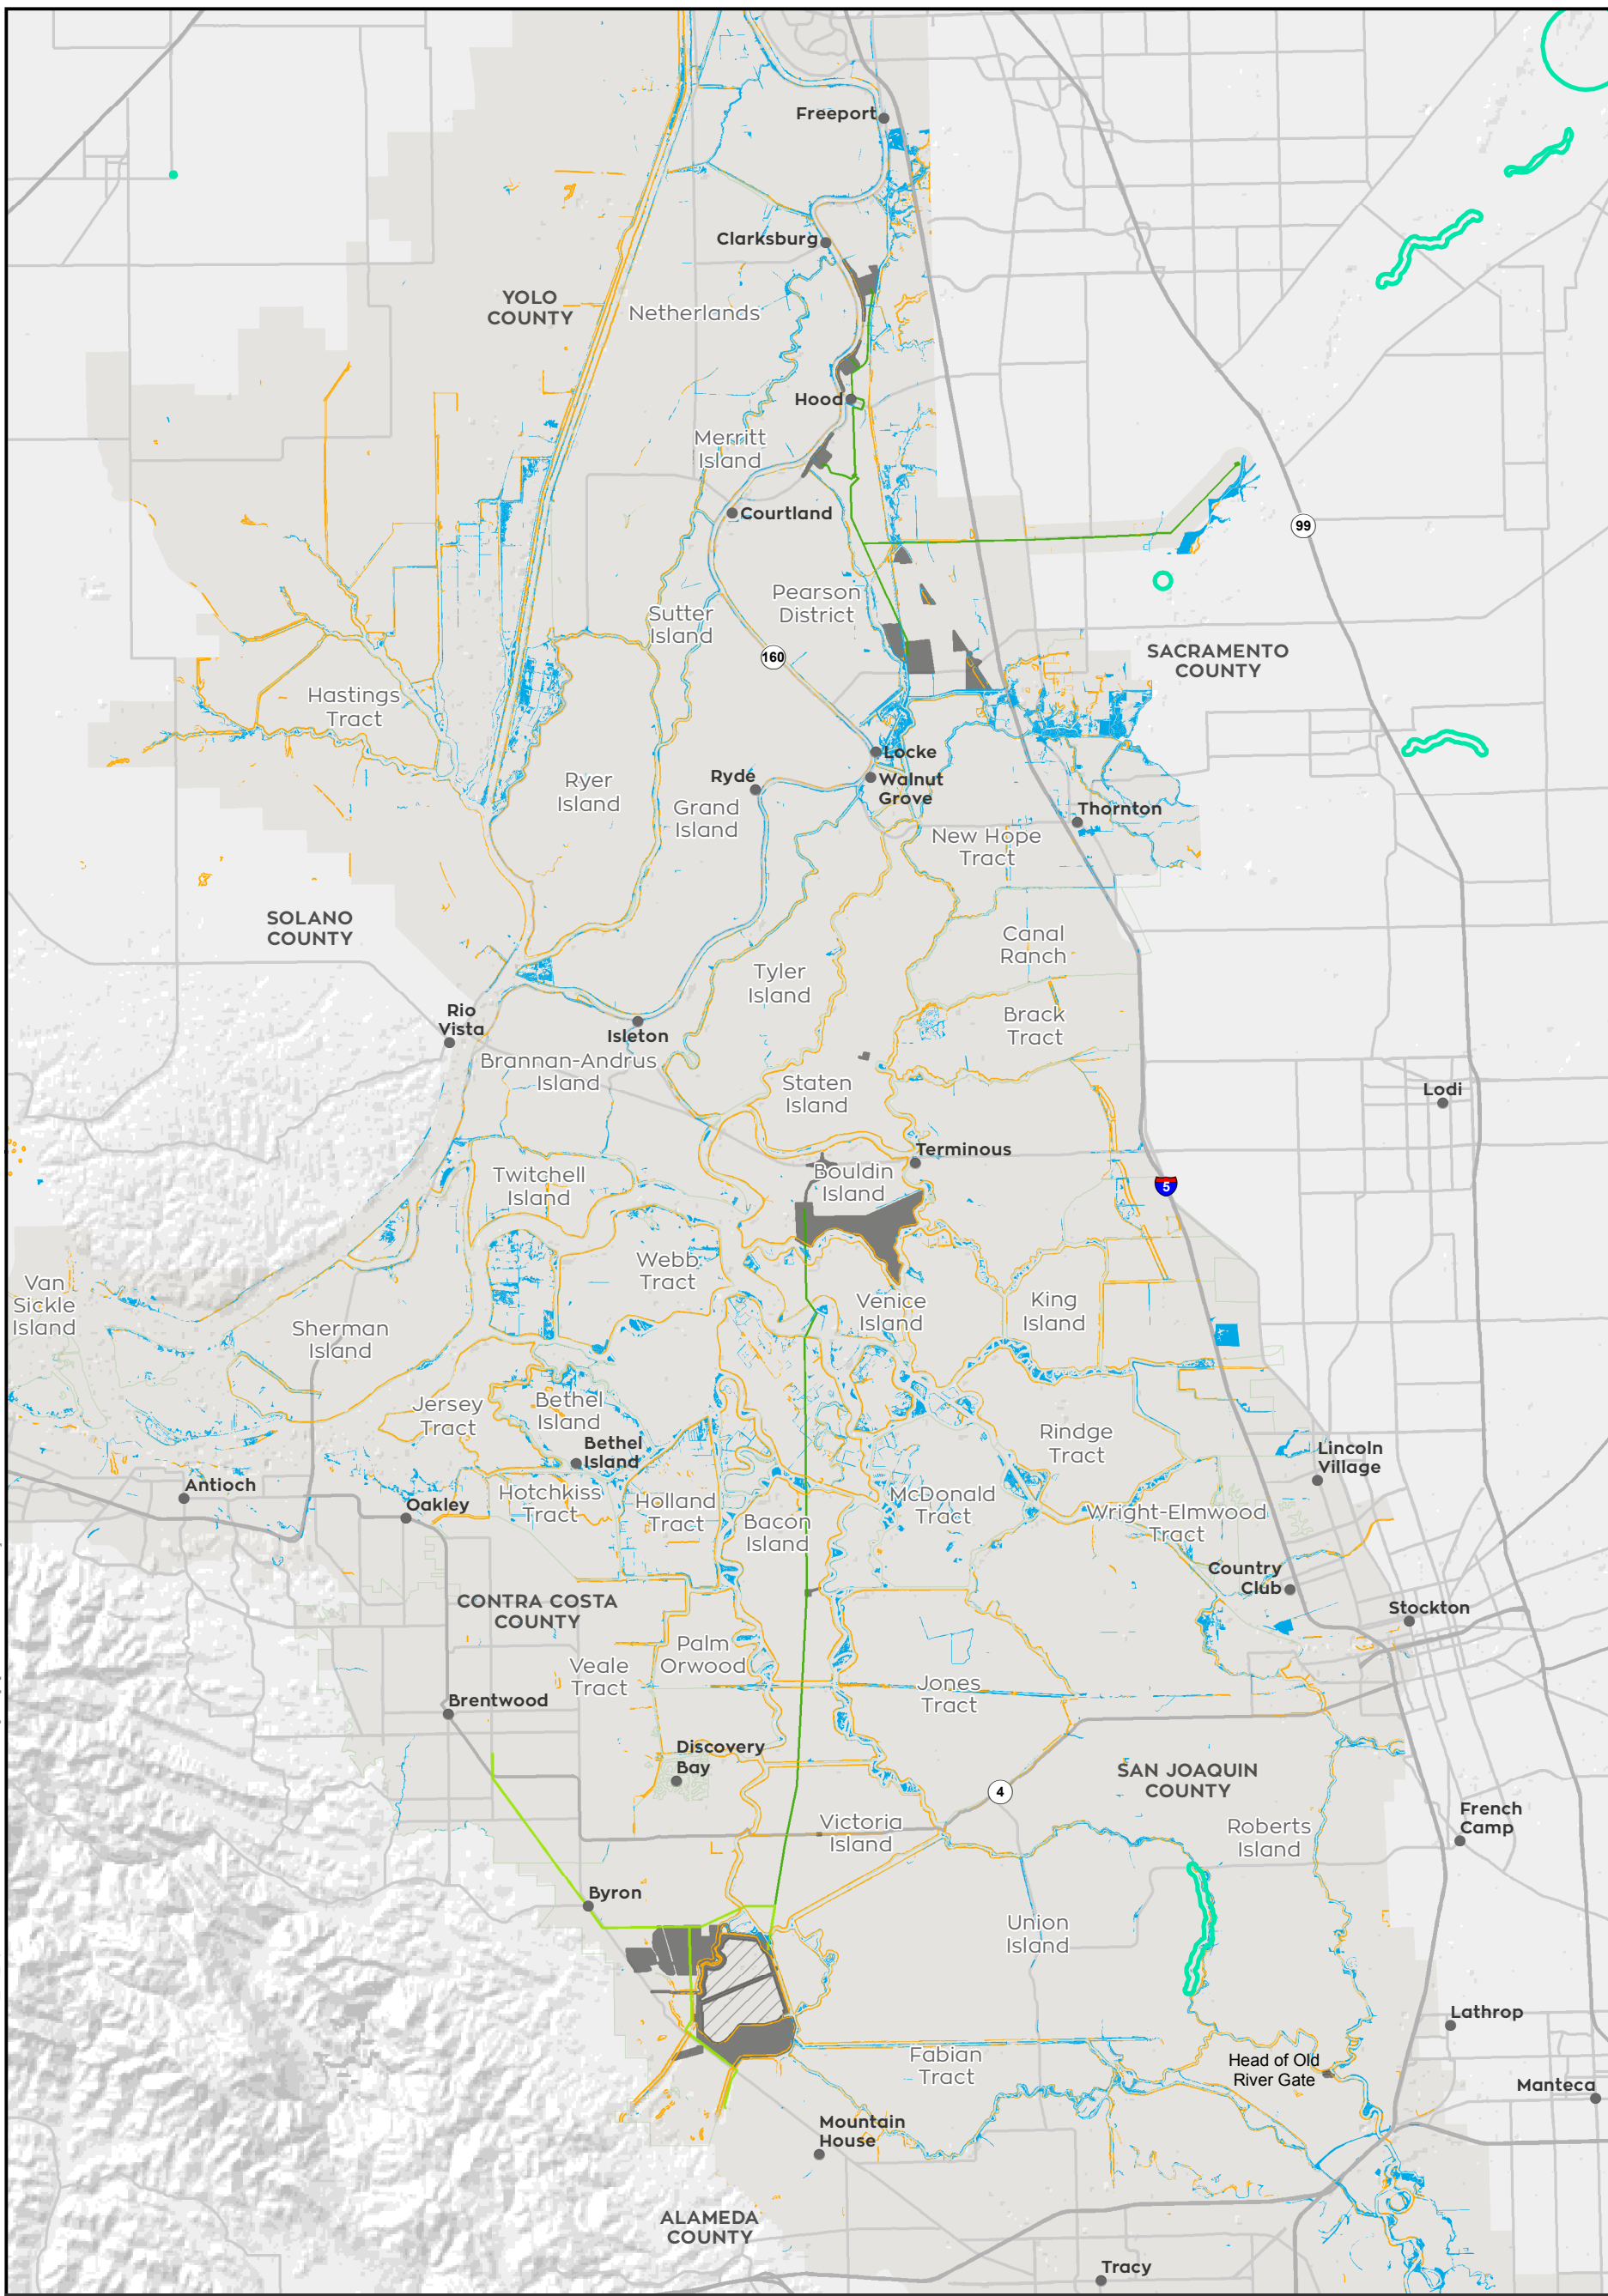 Freeport
Clarksburg
YOLO
COUNTY
Netherlands
Hood
Merritt
Island
Courtland
99
Pearson
District
Sutter
Island
160
SACRAMENTO
COUNTY
Hastings
Tract
Locke
Ryde
Walnut
Grove
Ryer
Island
Grand
Island
Thornton
New Hope
Tract
SOLANO
COUNTY
Canal
Ranch
Tyler
Island
Rio
Vista
Isleton
Brack
Tract
Brannan-Andrus
Island
Staten
Island
Lodi
Terminous
Twitchell
Island
Bouldin
Island
5
Webb
Tract
Van
Sickle
Island
Venice
Island
King
Island
Sherman
Island
Jersey
Tract
Bethel
Island
Bethel
Island
Rindge
Tract
Lincoln
Village
Antioch
Oakley
Hotchkiss
Tract
Holland
Tract
Bacon
Island
McDonald
Tract
Wright-Elmwood
Tract
Country
Club
CONTRA COSTA
COUNTY
Stockton
Palm
Orwood
Veale
Tract
Jones
Tract
Brentwood
Discovery
Bay
SAN JOAQUIN
COUNTY
4
Victoria
Island
French
Camp
Roberts
Island
Byron
Union
Island
Lathrop
Fabian
Tract
Head of Old
River Gate
Manteca
Mountain
House
ALAMEDA
COUNTY
Tracy